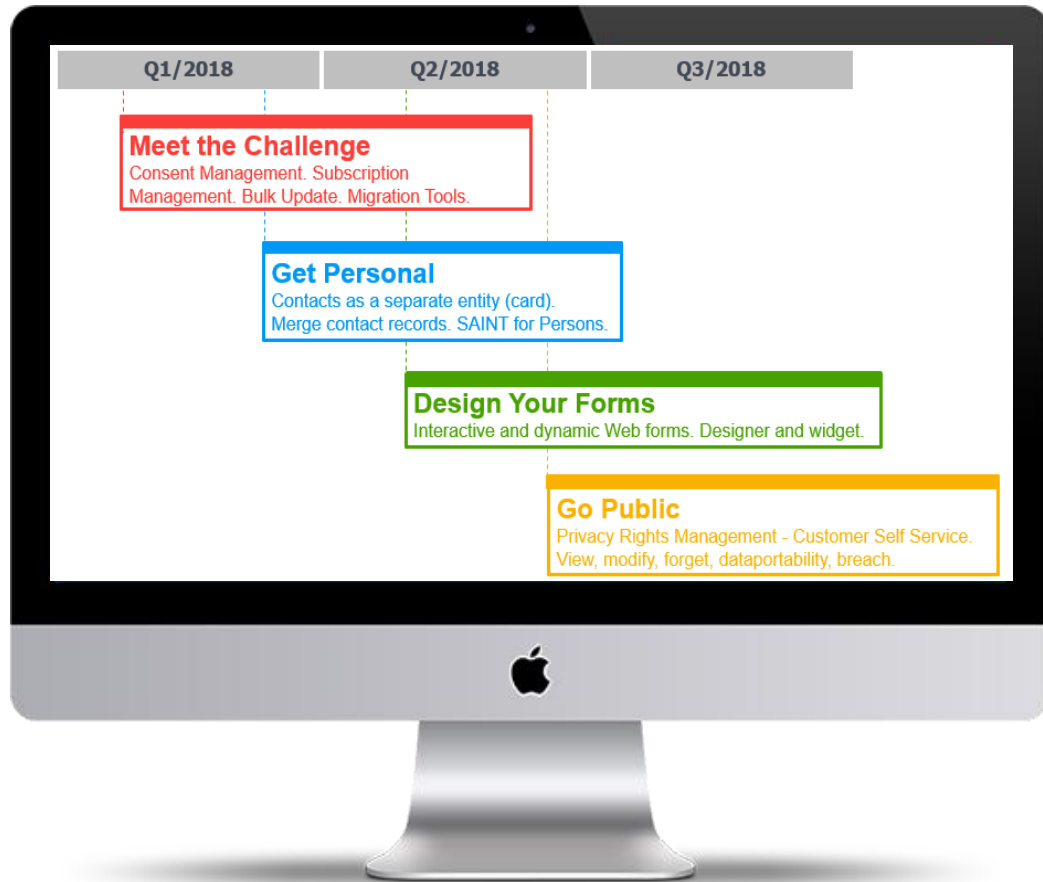 Q1/2018 Q2/2018 Q3/2018
Meet the Challenge
Consent Management. Subscription
Management. Bulk Update. Migration Tools.
Get Personal
Contacts as a separate entity (card).
Merge contact records. SAINT for Persons.
Design Your Forms
Interactive and dynamic Web forms. Designer and widget.
Go Public
Privacy Rights Management - Customer Self Service.
View, modify, forget, dataportability, breach.